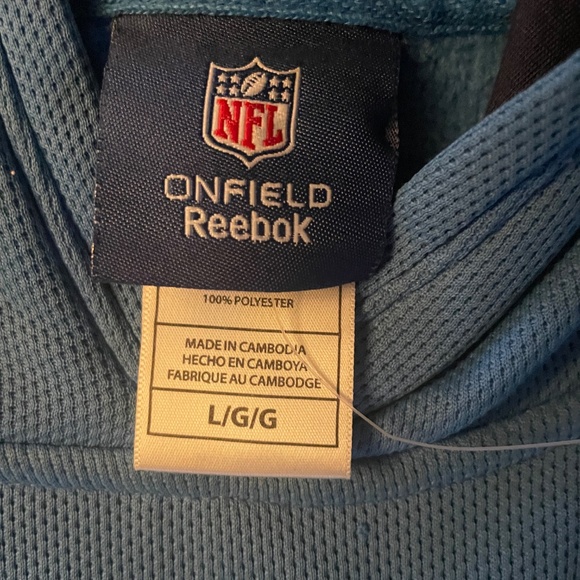 NFL
ONFIELD
Reebok
100% POLYESTER
MADE IN CAMBODIA
HECHO EN CAMBOYA
FABRIQUE AU CAMBODGE
L/G/G